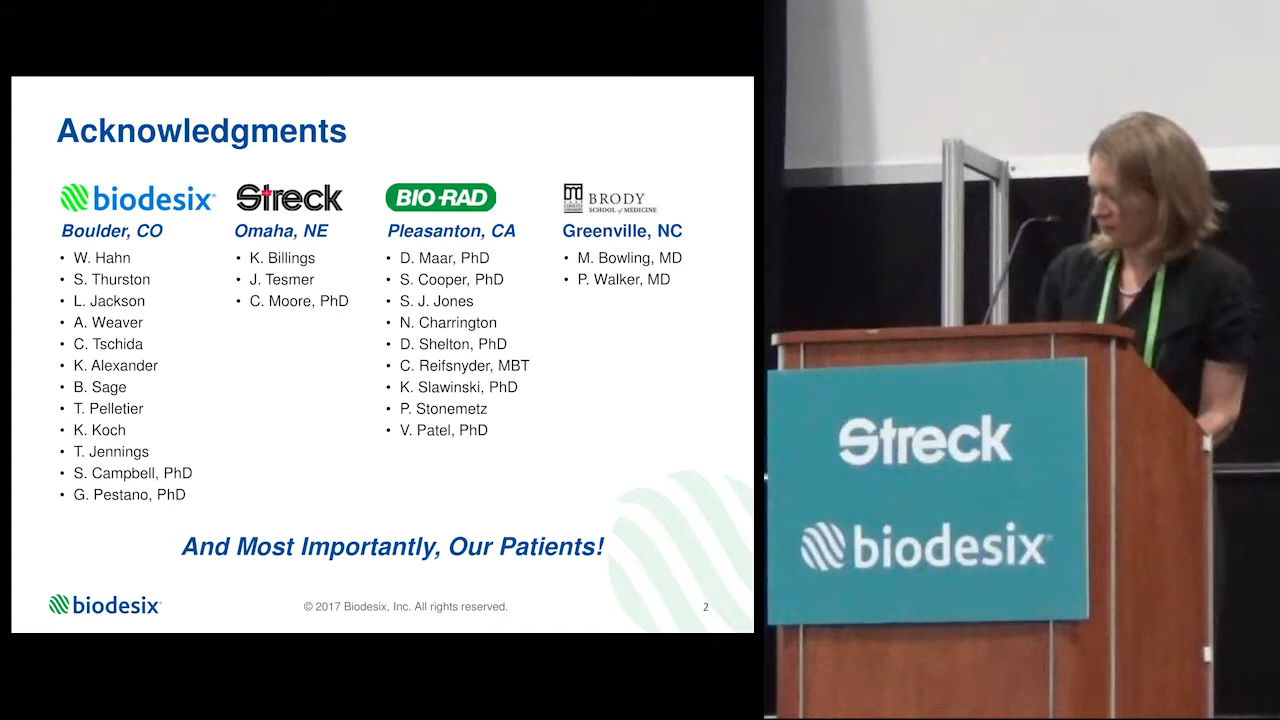 Acknowledgments
biodesix®
Boulder, CO
• W. Hahn
• S. Thurston
• L. Jackson
• A. Weaver
• C. Tschida
• K. Alexander
• B. Sage
• T. Pelletier
• K. Koch
• T. Jennings
• S. Campbell, PhD
• G. Pestano, PhD
Streck
Omaha, NE
• K. Billings
• J. Tesmer
• C. Moore, PhD
BIO-RAD
Pleasanton, CA
• D. Maar, PhD
• S. Cooper, PhD
• S. J. Jones
• N. Charrington
• D. Shelton, PhD
• C. Reifsnyder, MBT
• K. Slawinski, PhD
• P. Stonemetz
• V. Patel, PhD
BRODY
SCHOOL of MEDICINE
Greenville, NC
• M. Bowling, MD
• P. Walker, MD
And Most Importantly, Our Patients!
biodesix®
© 2017 Biodesix, Inc. All rights reserved.
2
Streck
biodesix®